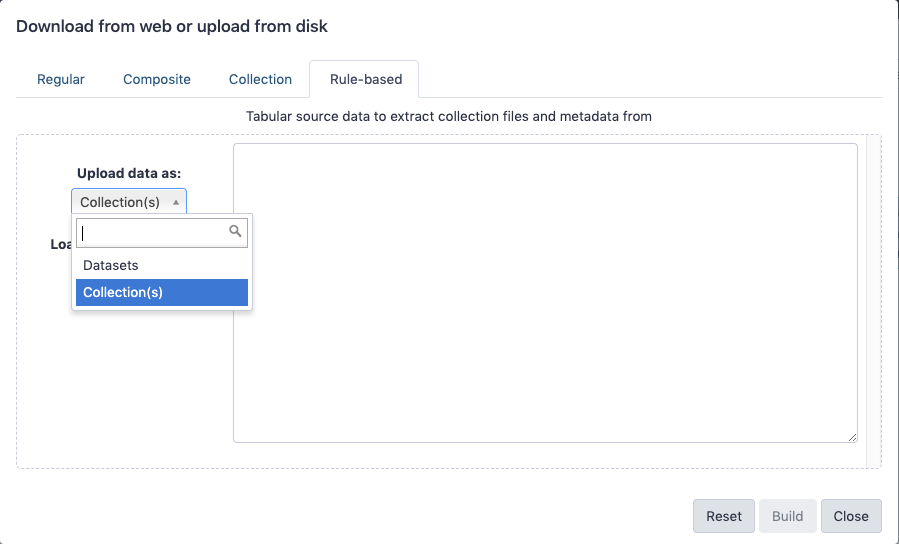 Download from web or upload from disk
Regular Composite Collection Rule-based
Tabular source data to extract collection files and metadata from
Upload data as:
Collection(s)
Datasets
Collection(s)
Reset Build Close